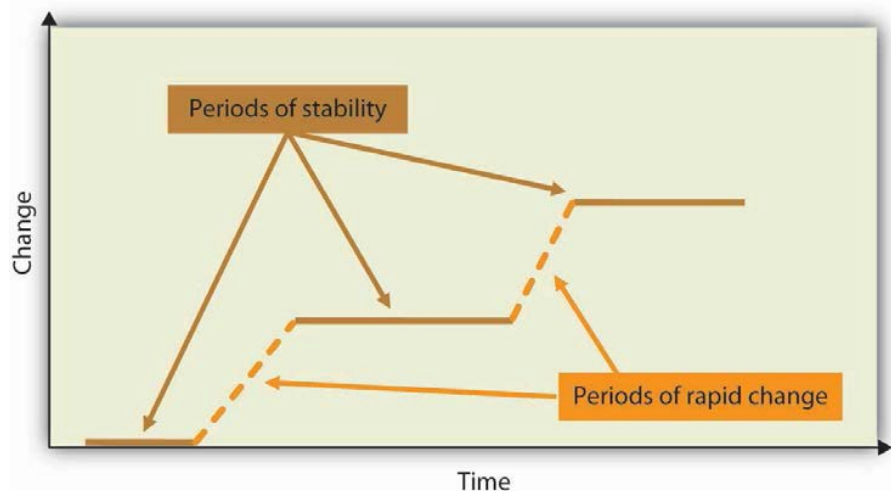 Periods of stability
Change
Periods of rapid change
Time